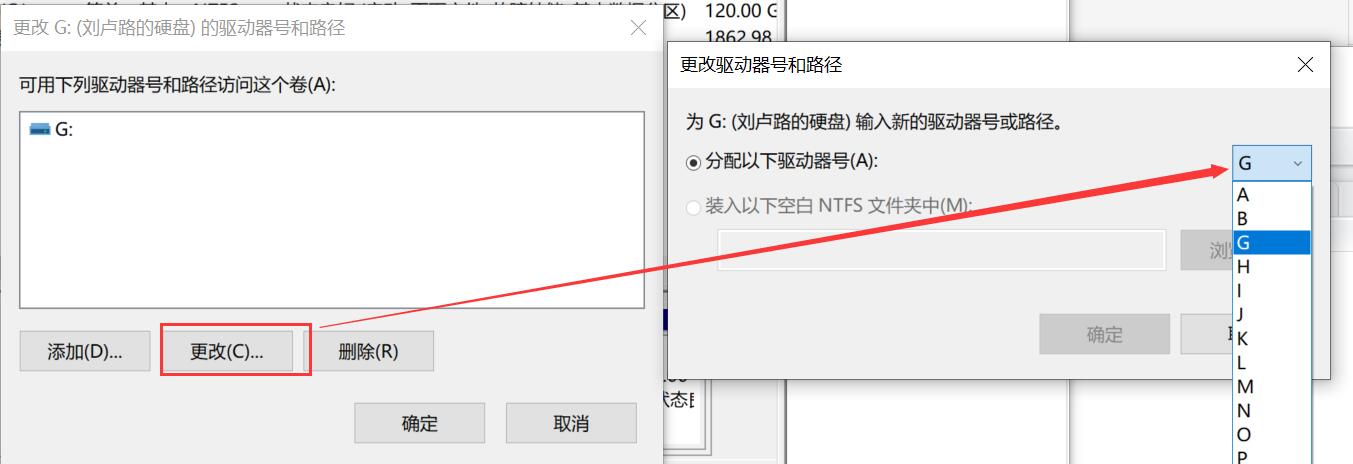 120.00 G
1862.98
更改 G: (刘卢路的硬盘) 的驱动器号和路径
可用下列驱动器号和路径访问这个卷(A):
G:
添加(D)...
更改(C)...
删除(R)
确定
取消
状态良
更改驱动器号和路径
为 G: (刘卢路的硬盘) 输入新的驱动器号或路径。
分配以下驱动器号(A):
G
装入以下空白 NTFS 文件夹中(M):
浏
确定
A
B
G
H
I
J
K
L
M
N
O
P